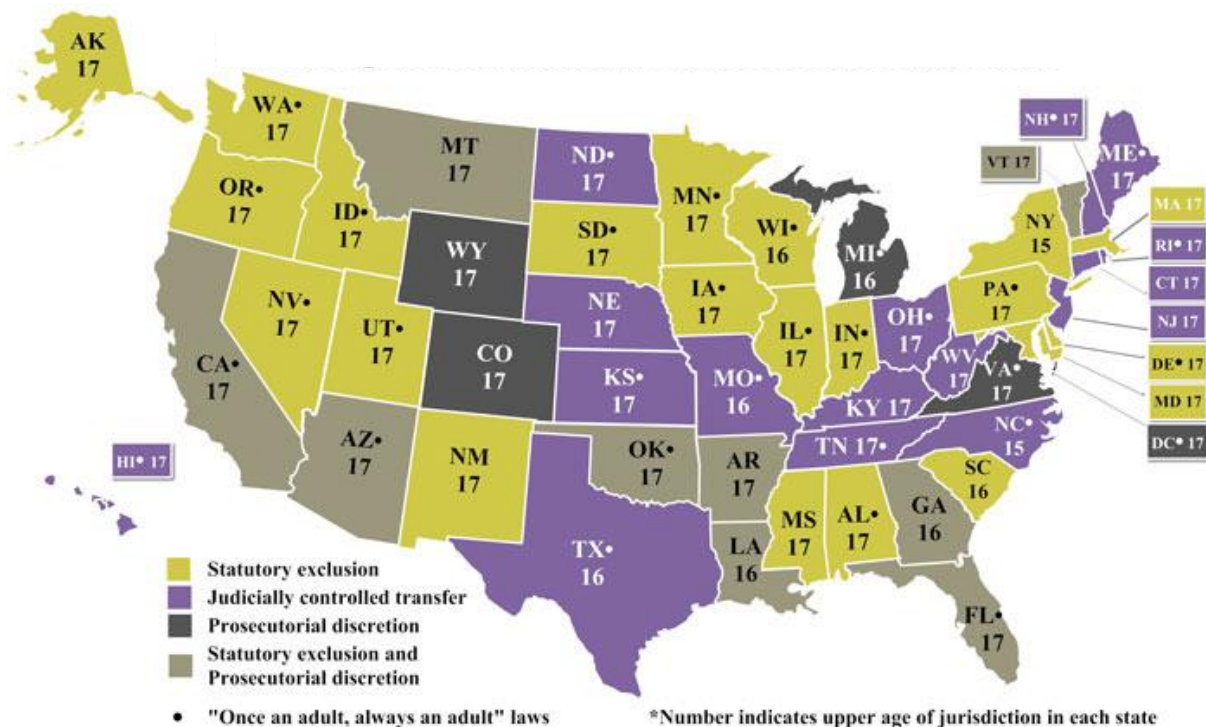 AK
17
WA•
17
OR•
17
ID•
17
MT
17
ND•
17
MN•
17
WY
17
SD•
17
WI•
16
MI•
16
NV•
17
UT•
17
CO
17
NE
17
IA•
17
IL•
17
IN•
17
OH•
17
PA•
17
NY
15
VT 17
NH• 17
ME•
17
MA 17
RI• 17
CT 17
NJ 17
DE• 17
MD 17
DC• 17
CA•
17
AZ•
17
NM
17
KS•
17
MO•
16
WV
17
VA•
17
KY 17
TN 17•
NC•
15
OK•
17
AR
17
SC
16
TX•
16
LA
16
MS
17
AL•
17
GA
16
FL•
17
HI• 17
Statutory exclusion
Judicially controlled transfer
Prosecutorial discretion
Statutory exclusion and
Prosecutorial discretion
• "Once an adult, always an adult" laws
*Number indicates upper age of jurisdiction in each state